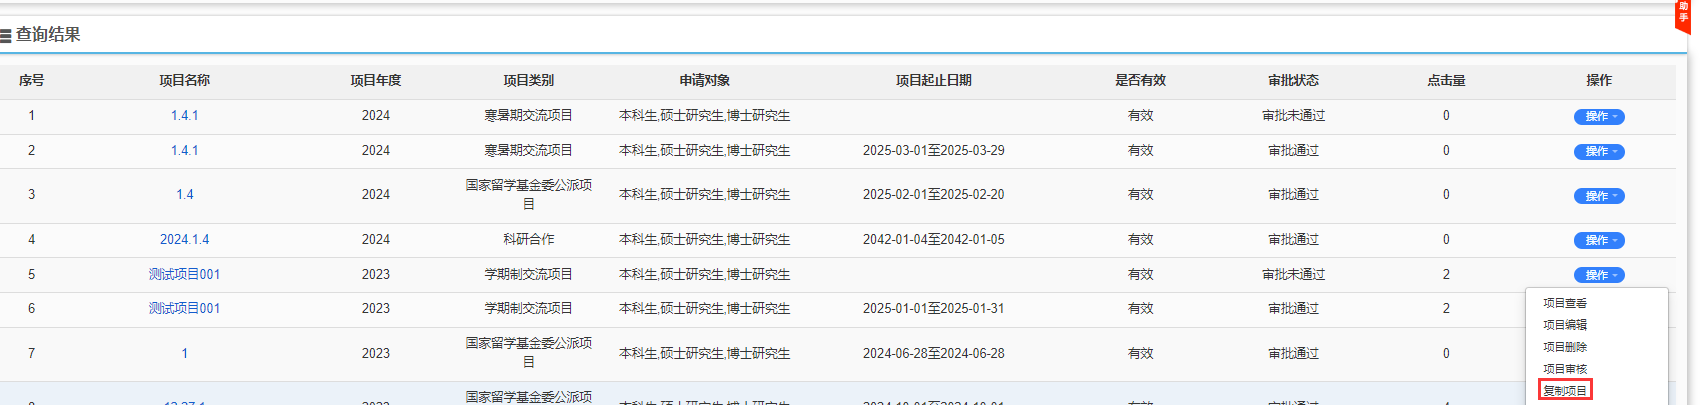 助手
查询结果
序号 项目名称 项目年度 项目类别 申请对象 项目起止日期 是否有效 审批状态 点击量 操作
1 1.4.1 2024 寒暑期交流项目 本科生,硕士研究生,博士研究生 有效 审批未通过 0 操作
2 1.4.1 2024 寒暑期交流项目 本科生,硕士研究生,博士研究生 2025-03-01至2025-03-29 有效 审批通过 0 操作
3 1.4 2024 国家留学基金委公派项目 本科生,硕士研究生,博士研究生 2025-02-01至2025-02-20 有效 审批通过 0 操作
4 2024.1.4 2024 科研合作 本科生,硕士研究生,博士研究生 2042-01-04至2042-01-05 有效 审批通过 0 操作
5 测试项目001 2023 学期制交流项目 本科生,硕士研究生,博士研究生 有效 审批未通过 2 操作
6 测试项目001 2023 学期制交流项目 本科生,硕士研究生,博士研究生 2025-01-01至2025-01-31 有效 审批通过 2
7 1 2023 国家留学基金委公派项目 本科生,硕士研究生,博士研究生 2024-06-28至2024-06-28 有效 审批通过 0
国家留学基金委公派项
项目查看
项目编辑
项目删除
项目审核
复制项目